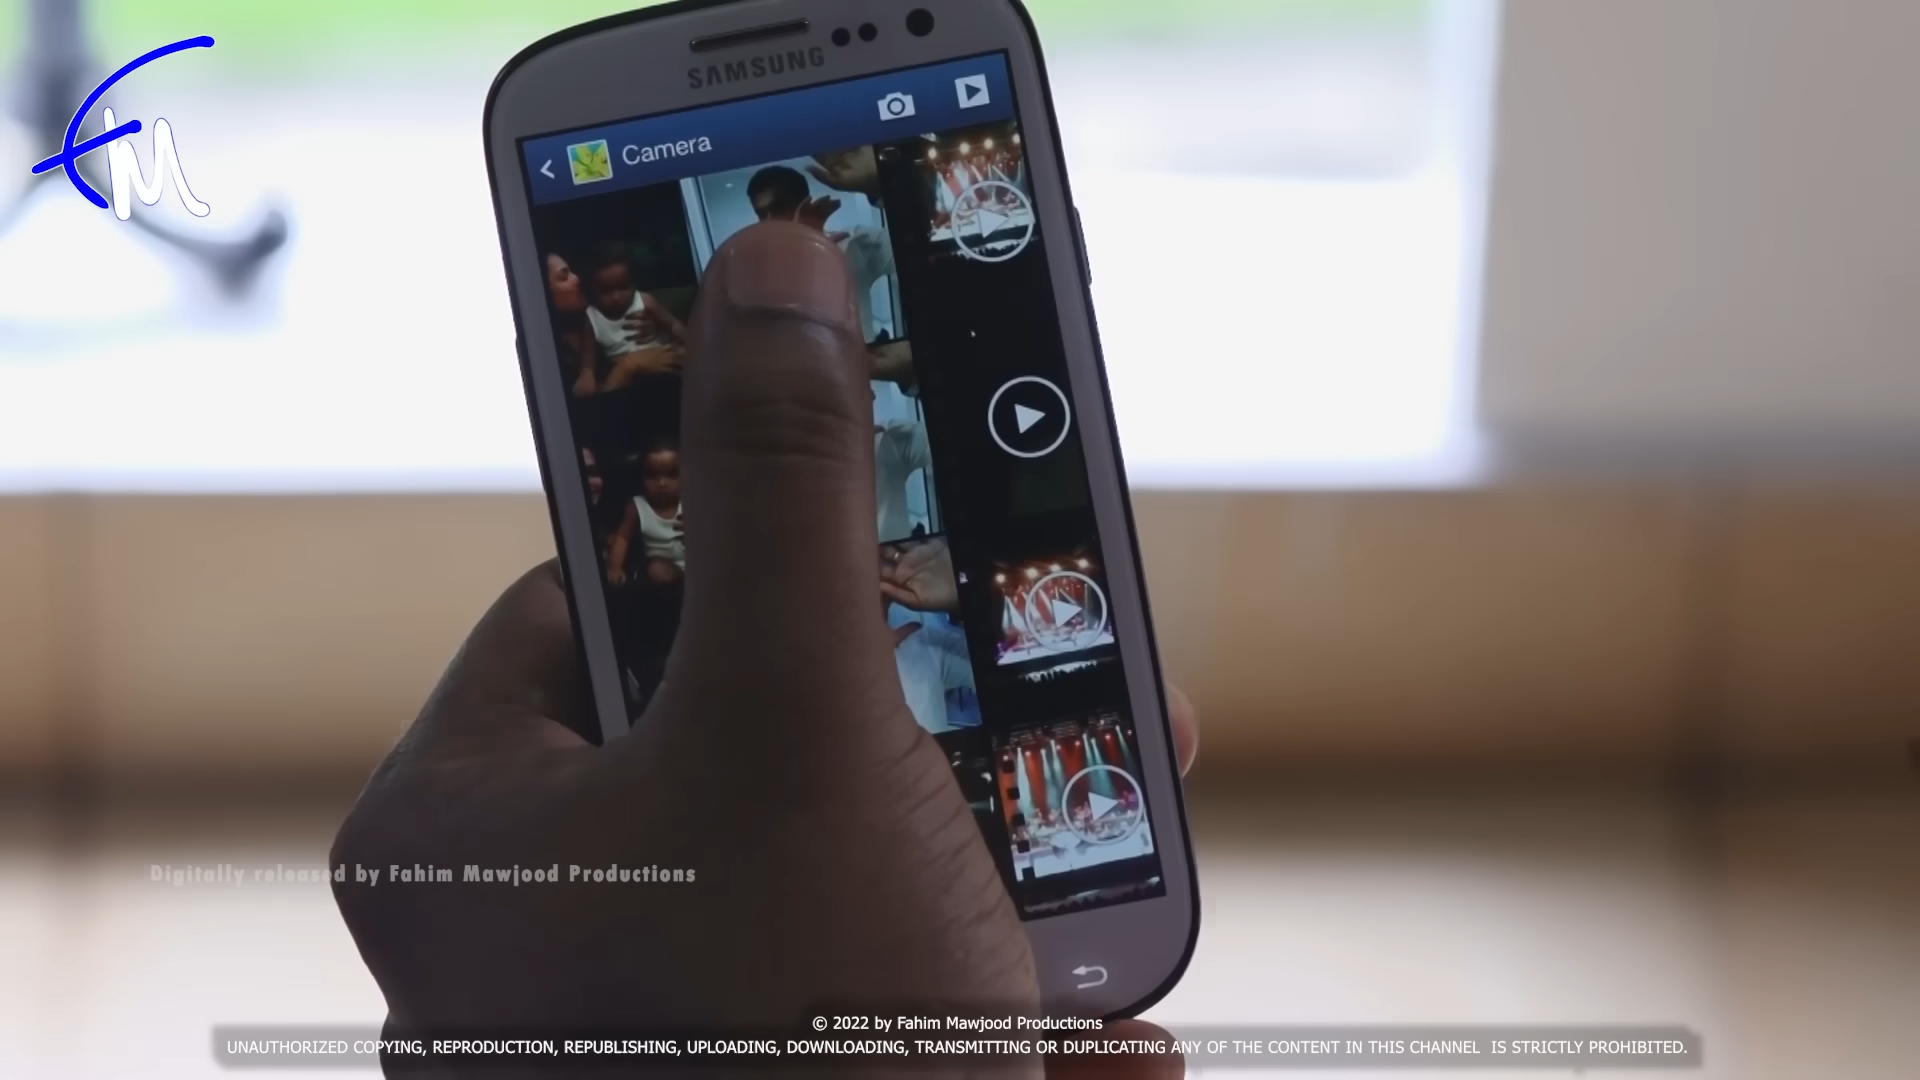 SAMSUNG
Camera
FM
Digitally released by Fahim Mawjood Productions
© 2022 by Fahim Mawjood Productions
UNAUTHORIZED COPYING, REPRODUCTION, REPUBLISHING, UPLOADING, DOWNLOADING, TRANSMITTING OR DUPLICATING ANY OF THE CONTENT IN THIS CHANNEL IS STRICTLY PROHIBITED.